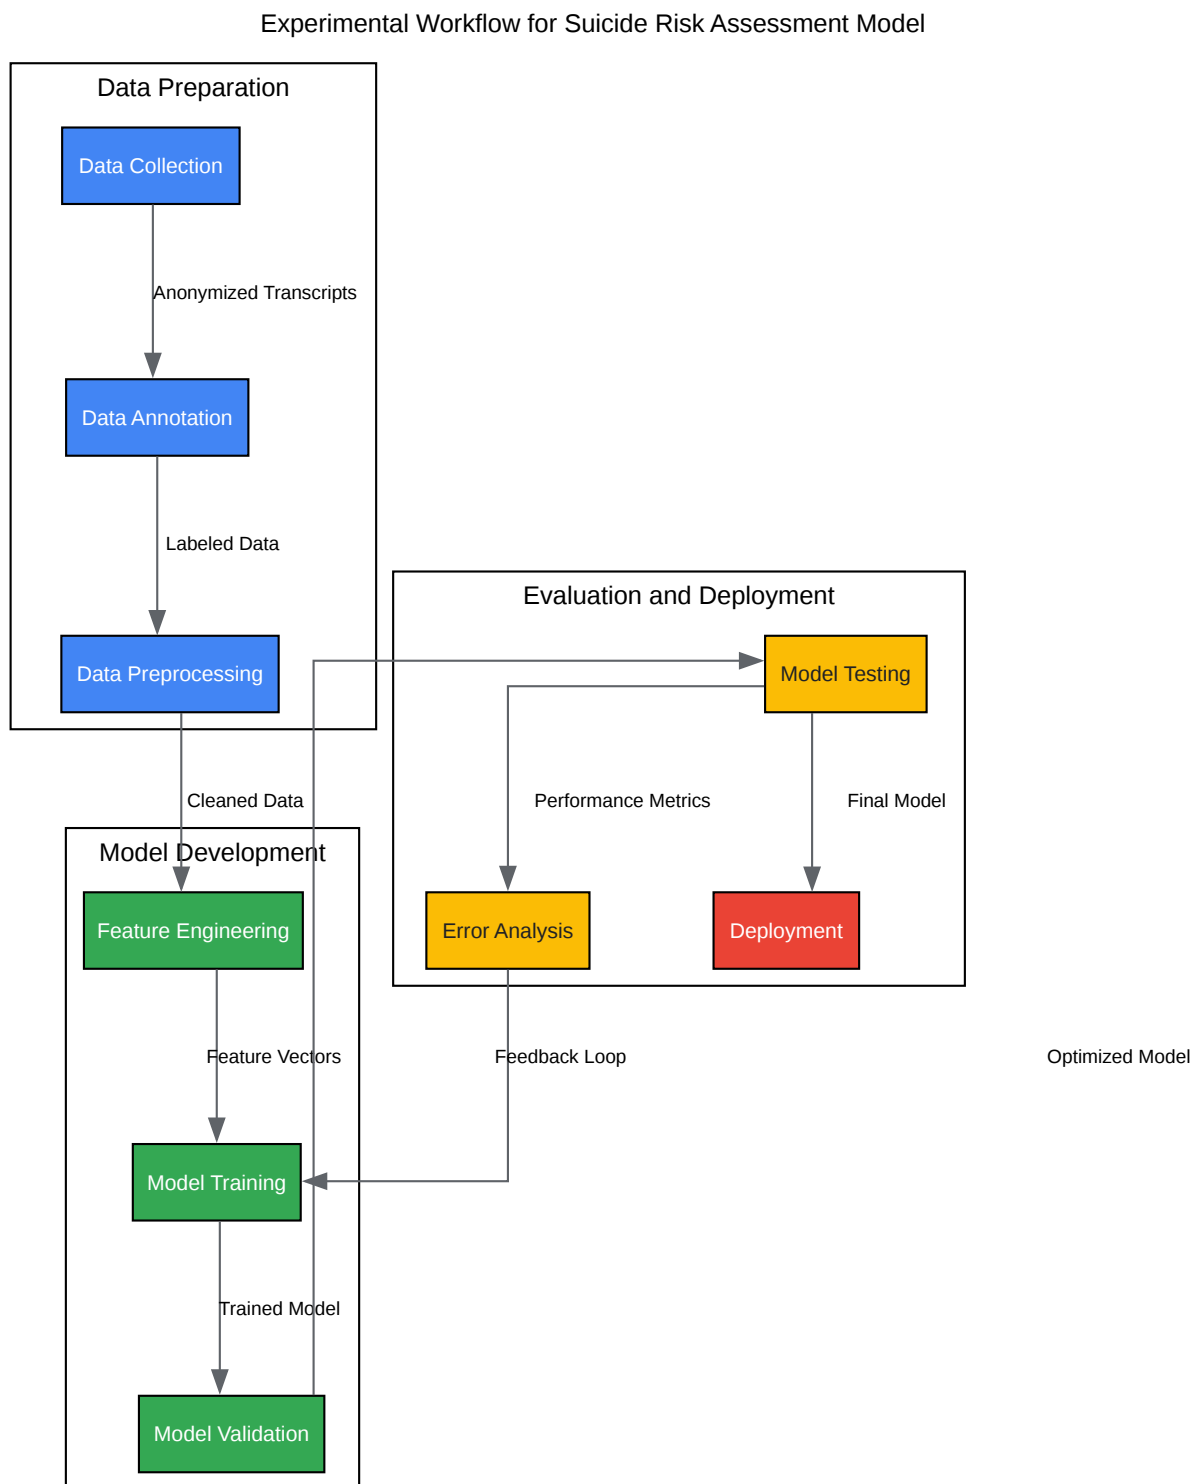 Experimental Workflow for Suicide Risk Assessment Model
Data Preparation
Data Collection
Anonymized Transcripts
Data Annotation
Labeled Data
Data Preprocessing
Cleaned Data
Model Development
Feature Engineering
Feature Vectors
Model Training
Trained Model
Model Validation
Evaluation and Deployment
Model Testing
Performance Metrics
Final Model
Error Analysis
Deployment
Feedback Loop
Optimized Model